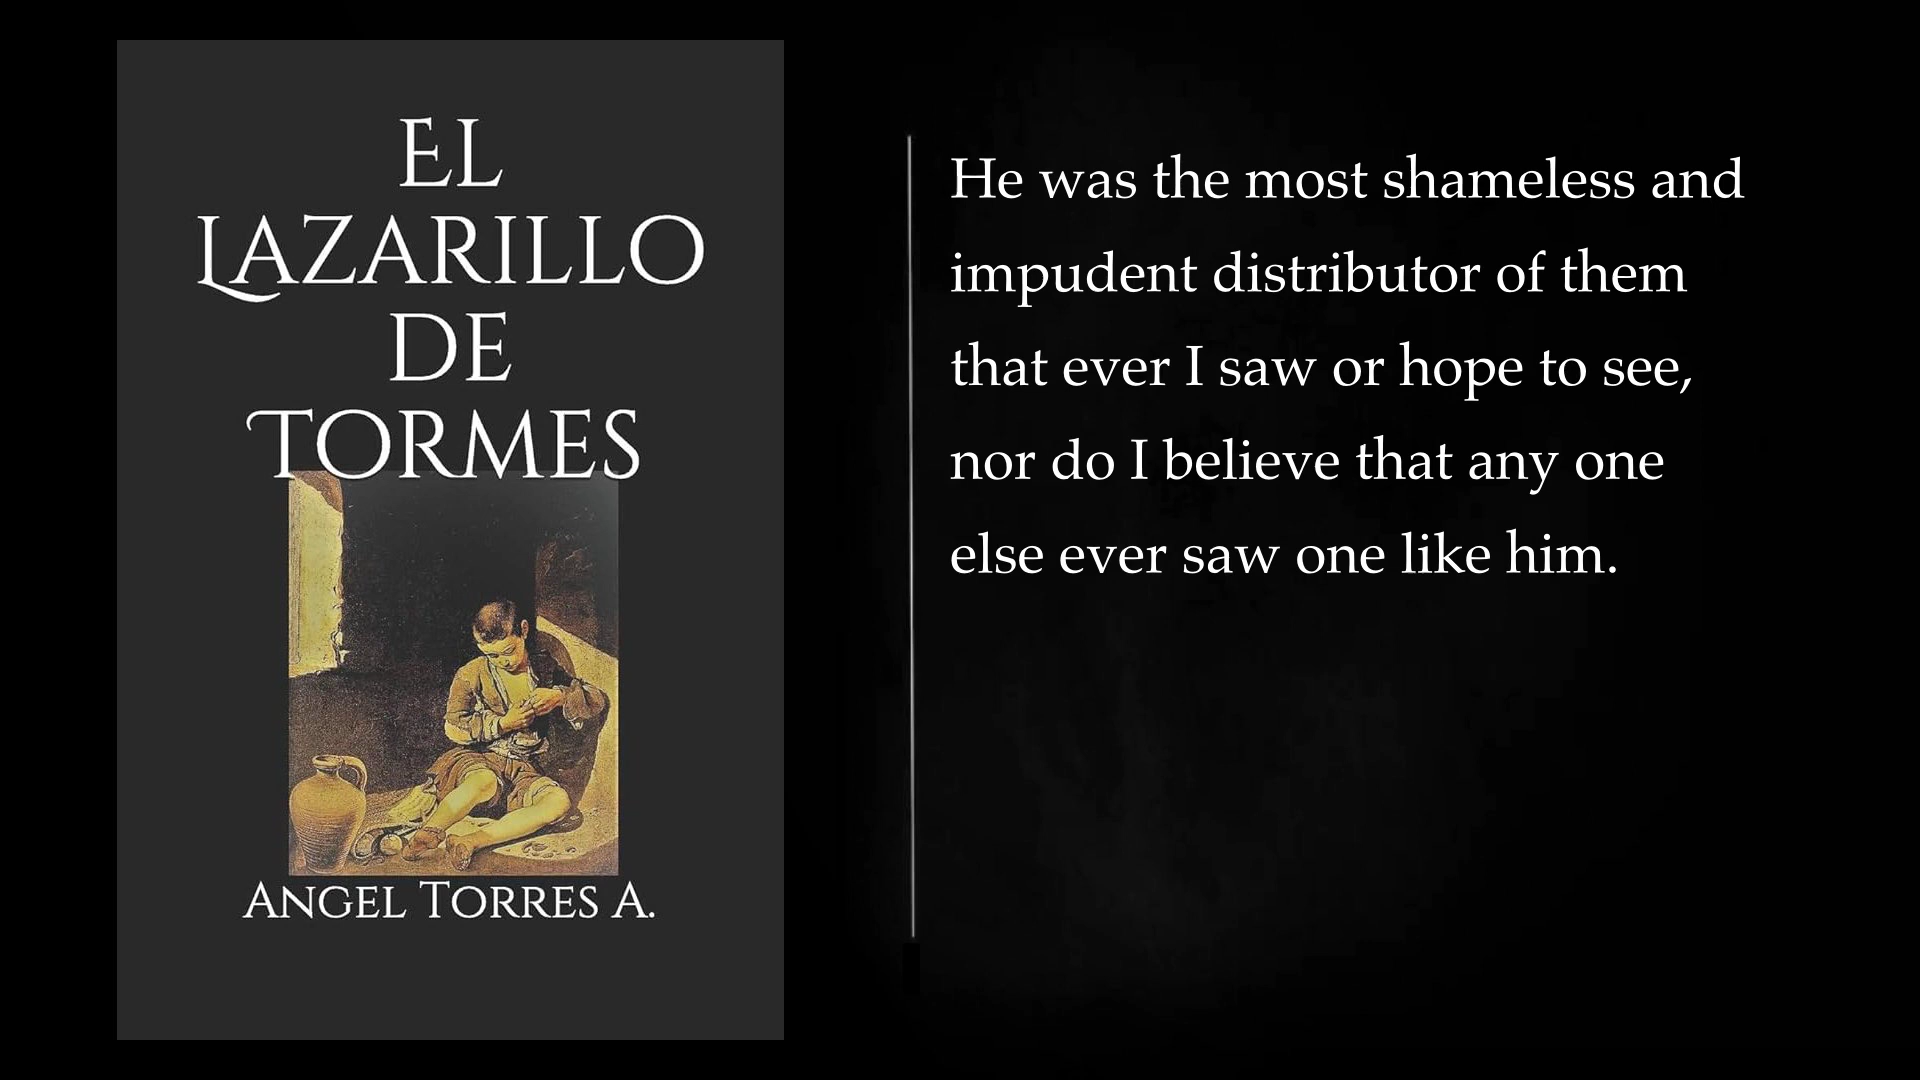 EL
LAZARILLO
DE
TORMES
ANGEL TORRES A.
He was the most shameless and
impudent distributor of them
that ever I saw or hope to see,
nor do I believe that any one
else ever saw one like him.